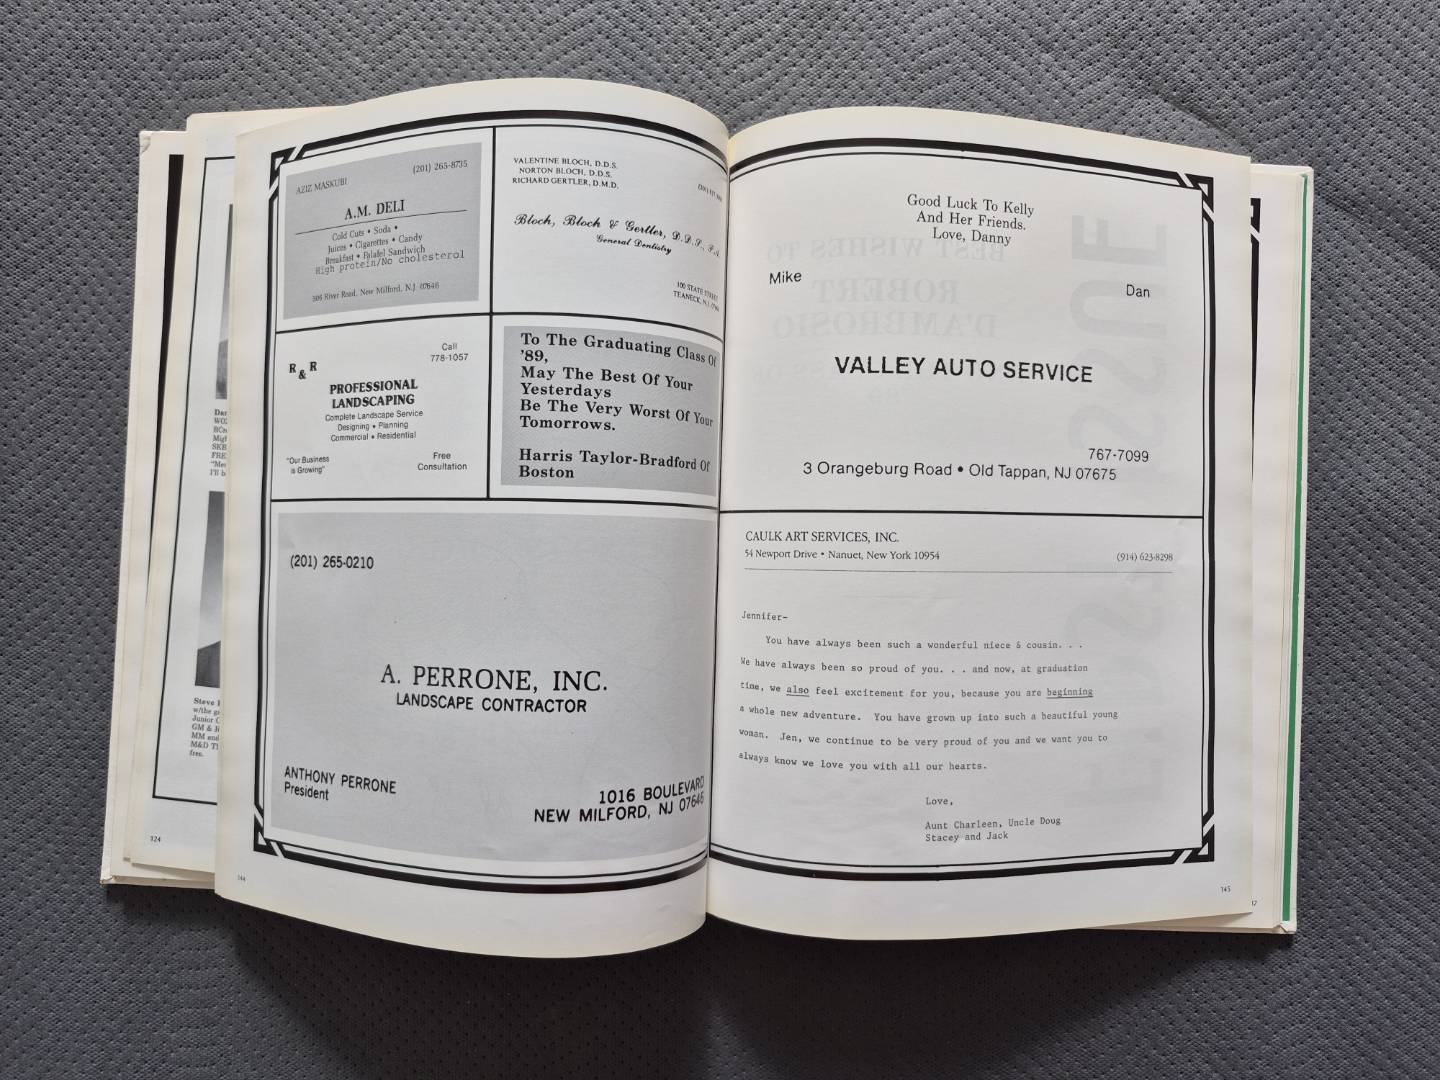 AZIZ MASKUBI
(201) 265-8735
A.M. DELI
Cold Cuts • Soda •
Juices • Cigarettes • Candy
Breakfast • Falafel Sandwich
High protein/No cholesterol
River Road, New Milford, N.J. 07646
VALENTINE BLOCH, D.D.S.
NORTON BLOCH, D.D.S.
RICHARD GERTLER, D.M.D.
Bloch, Bloch & Gertler, D.D.S., P.A.
General Dentistry
100 STATE STREET
TEANECK, N.J.
R & R
Call
778-1057
PROFESSIONAL
LANDSCAPING
Complete Landscape Service
Designing • Planning
Commercial • Residential
"Our Business
is Growing"
Free
Consultation
To The Graduating Class Of
'89,
May The Best Of Your
Yesterdays
Be The Very Worst Of Your
Tomorrows.
Harris Taylor-Bradford Of
Boston
(201) 265-0210
A. PERRONE, INC.
LANDSCAPE CONTRACTOR
ANTHONY PERRONE
President
1016 BOULEVARD
NEW MILFORD, NJ 07646
144
124
Good Luck To Kelly
And Her Friends.
Love, Danny
Mike
Dan
VALLEY AUTO SERVICE
767-7099
3 Orangeburg Road • Old Tappan, NJ 07675
CAULK ART SERVICES, INC.
54 Newport Drive • Nanuet, New York 10954
(914) 623-8298
Jennifer-
You have always been such a wonderful niece & cousin. . .
We have always been so proud of you. . . and now, at graduation
time, we also feel excitement for you, because you are beginning
a whole new adventure. You have grown up into such a beautiful young
woman. Jen, we continue to be very proud of you and we want you to
always know we love you with all our hearts.
Love,
Aunt Charleen, Uncle Doug
Stacey and Jack
145